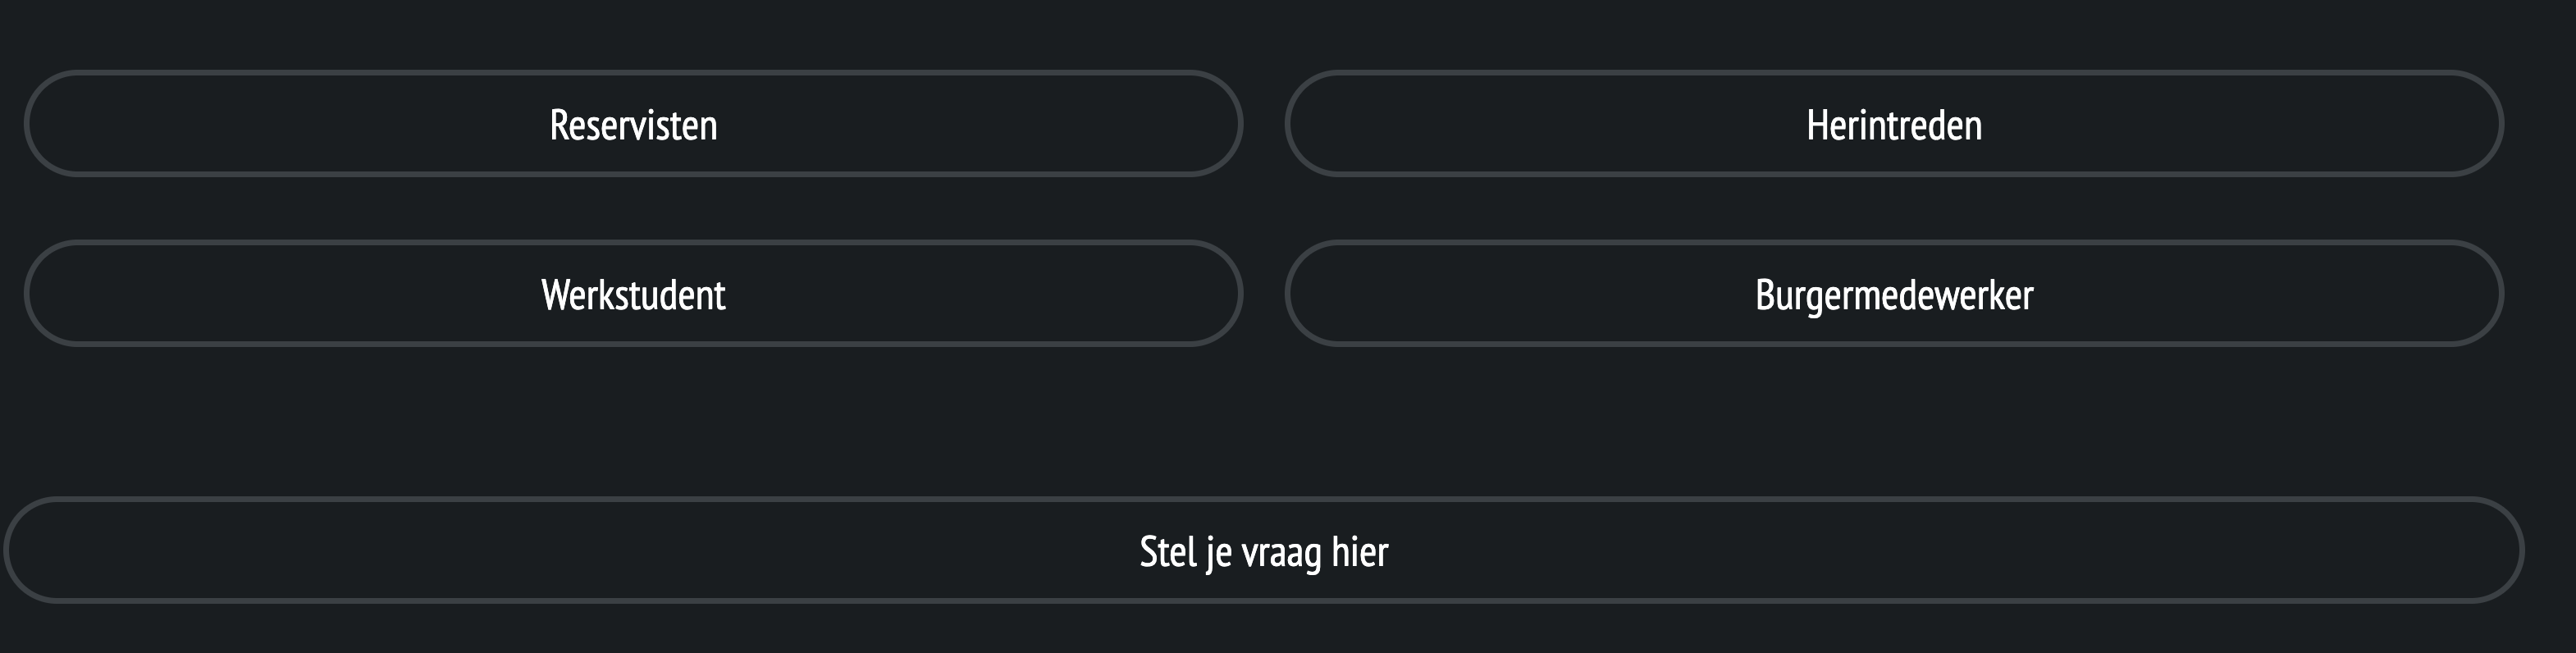 Reservisten
Herintreden
Werkstudent
Burgermedewerker
Stel je vraag hier